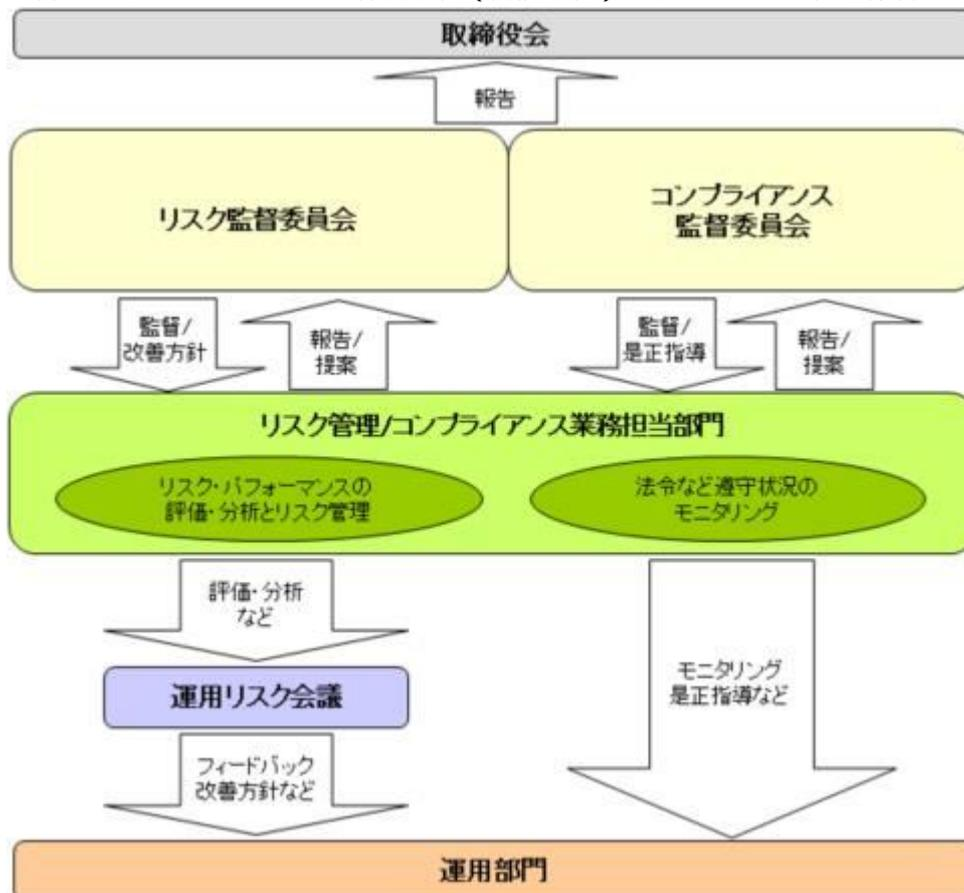 取締役会
報告
リスク監督委員会
コンプライアンス
監督委員会
監督/
改善方針
報告/
提案
監督/
是正指導
報告/
提案
リスク管理/コンプライアンス業務担当部門
リスク・パフォーマンスの
評価・分析とリスク管理
法令など遵守状況の
モニタリング
評価・分析
など
運用リスク会議
モニタリング
是正指導など
フィードバック
改善方針など
運用部門